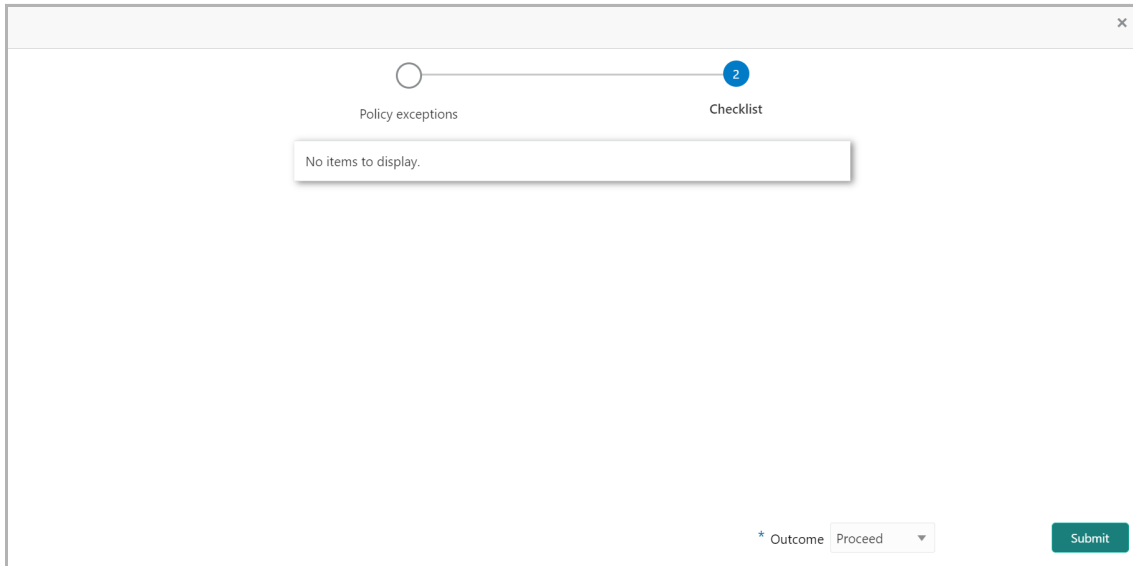 ×
2
Policy exceptions
Checklist
No items to display.
* Outcome Proceed
Submit